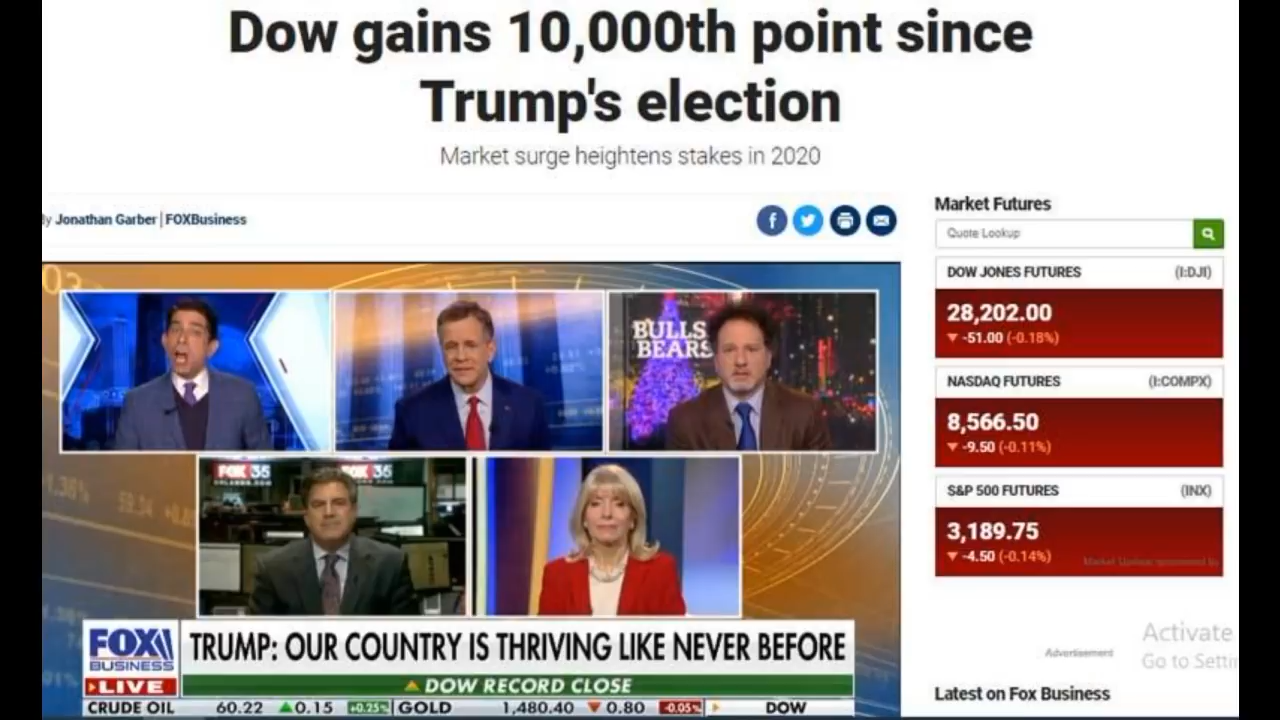 Dow gains 10,000th point since
Trump's election
Market surge heightens stakes in 2020
y Jonathan Garber | FOXBusiness
f
Market Futures
Quote Lookup
DOW JONES FUTURES (I:DJI)
28,202.00
▼ -51.00 (-0.18%)
NASDAQ FUTURES (I:COMPX)
8,566.50
▼ -9.50 (-0.11%)
S&P 500 FUTURES (INX)
3,189.75
▼ -4.50 (-0.14%)
Advertisement
Activate
Go to Setti
Latest on Fox Business
03
BULLS
BEARS
FOX 35
ORLANDO.COM
FOX 35
FOX
BUSINESS
LIVE
TRUMP: OUR COUNTRY IS THRIVING LIKE NEVER BEFORE
▲ DOW RECORD CLOSE
CRUDE OIL 60.22 ▲0.15 +0.25% GOLD 1,480.40 ▼0.80 -0.05% DOW